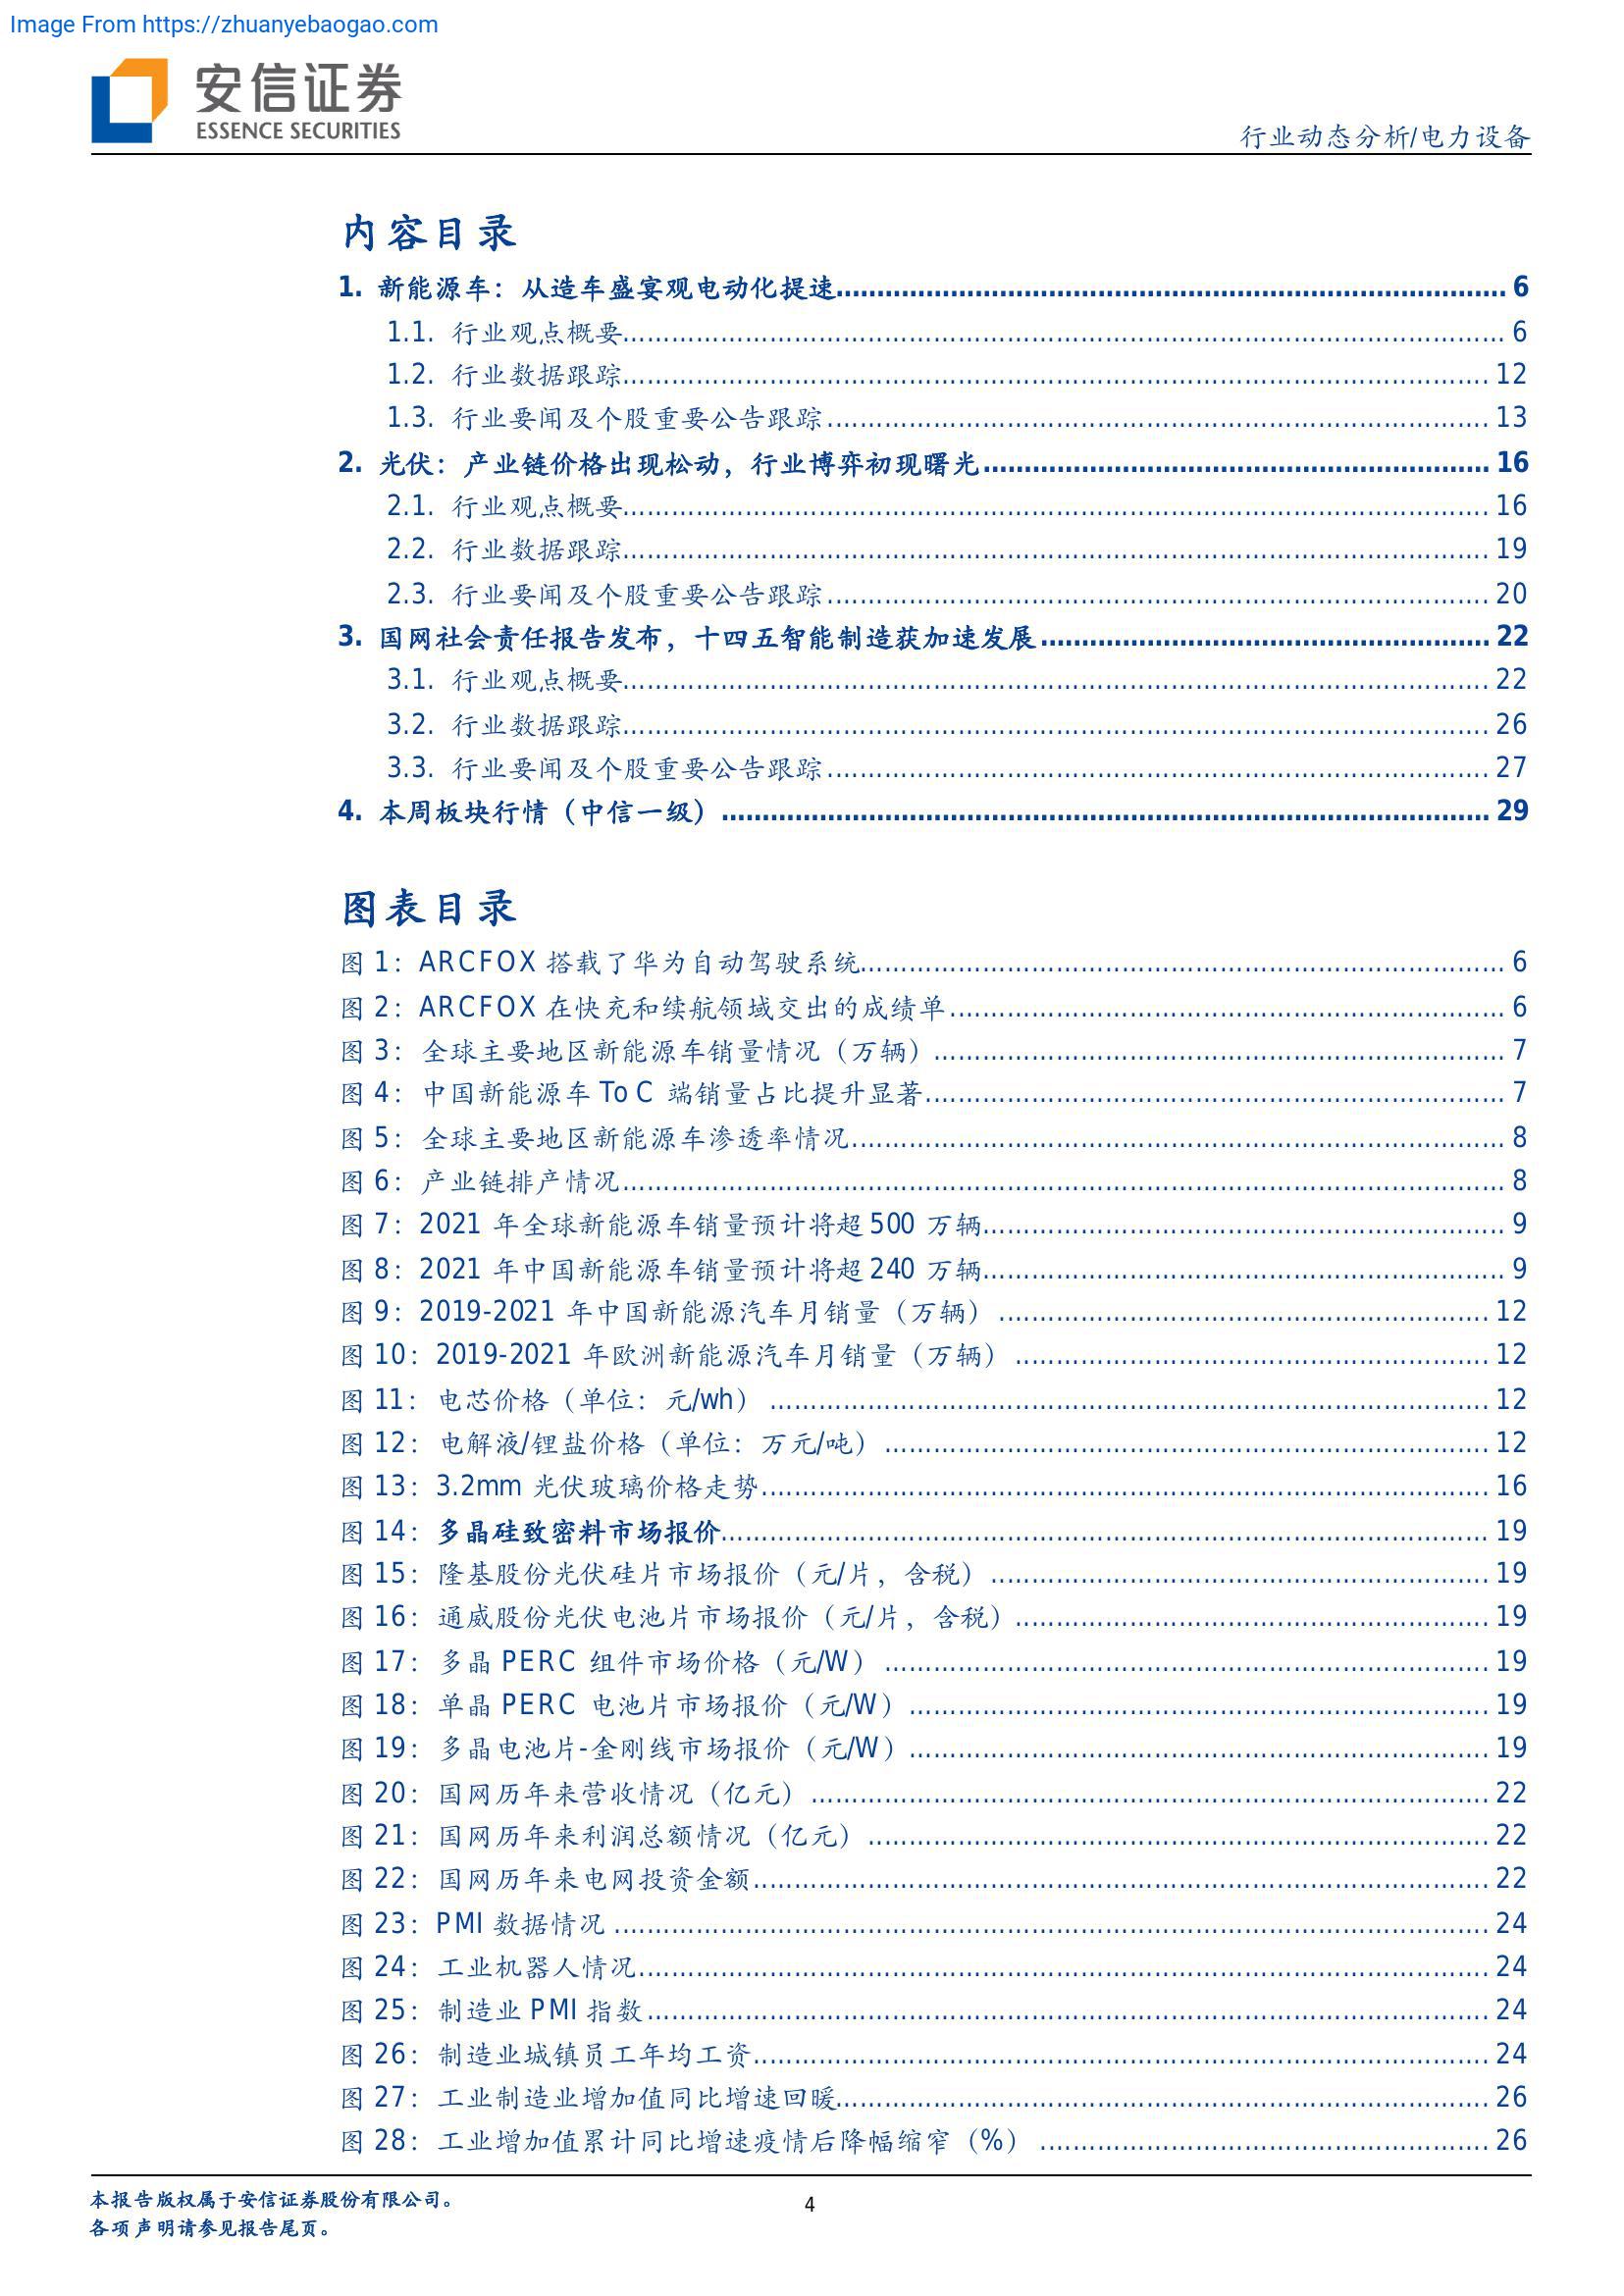 Image From https://zhuanyebaogao.com
安信证券
ESSENCE SECURITIES
行业动态分析/电力设备
内容目录
1. 新能源车：从造车盛宴观电动化提速 6
1.1. 行业观点概要 6
1.2. 行业数据跟踪 12
1.3. 行业要闻及个股重要公告跟踪 13
2. 光伏：产业链价格出现松动，行业博弈初现曙光 16
2.1. 行业观点概要 16
2.2. 行业数据跟踪 19
2.3. 行业要闻及个股重要公告跟踪 20
3. 国网社会责任报告发布，十四五智能制造获加速发展 22
3.1. 行业观点概要 22
3.2. 行业数据跟踪 26
3.3. 行业要闻及个股重要公告跟踪 27
4. 本周板块行情（中信一级） 29
图表目录
图 1：ARCFOX 搭载了华为自动驾驶系统 6
图 2：ARCFOX 在快充和续航领域交出的成绩单 6
图 3：全球主要地区新能源车销量情况（万辆） 7
图 4：中国新能源车 To C 端销量占比提升显著 7
图 5：全球主要地区新能源车渗透率情况 8
图 6：产业链排产情况 8
图 7：2021 年全球新能源车销量预计将超 500 万辆 9
图 8：2021 年中国新能源车销量预计将超 240 万辆 9
图 9：2019-2021 年中国新能源汽车月销量（万辆） 12
图 10：2019-2021 年欧洲新能源汽车月销量（万辆） 12
图 11：电芯价格（单位：元/wh） 12
图 12：电解液/锂盐价格（单位：万元/吨） 12
图 13：3.2mm 光伏玻璃价格走势 16
图 14：多晶硅致密料市场报价 19
图 15：隆基股份光伏硅片市场报价（元/片，含税） 19
图 16：通威股份光伏电池片市场报价（元/片，含税） 19
图 17：多晶 PERC 组件市场价格（元/W） 19
图 18：单晶 PERC 电池片市场报价（元/W） 19
图 19：多晶电池片-金刚线市场报价（元/W） 19
图 20：国网历年来营收情况（亿元） 22
图 21：国网历年来利润总额情况（亿元） 22
图 22：国网历年来电网投资金额 22
图 23：PMI 数据情况 24
图 24：工业机器人情况 24
图 25：制造业 PMI 指数 24
图 26：制造业城镇员工年均工资 24
图 27：工业制造业增加值同比增速回暖 26
图 28：工业增加值累计同比增速疫情后降幅缩窄（%） 26
本报告版权属于安信证券股份有限公司。
各项声明请参见报告尾页。
4